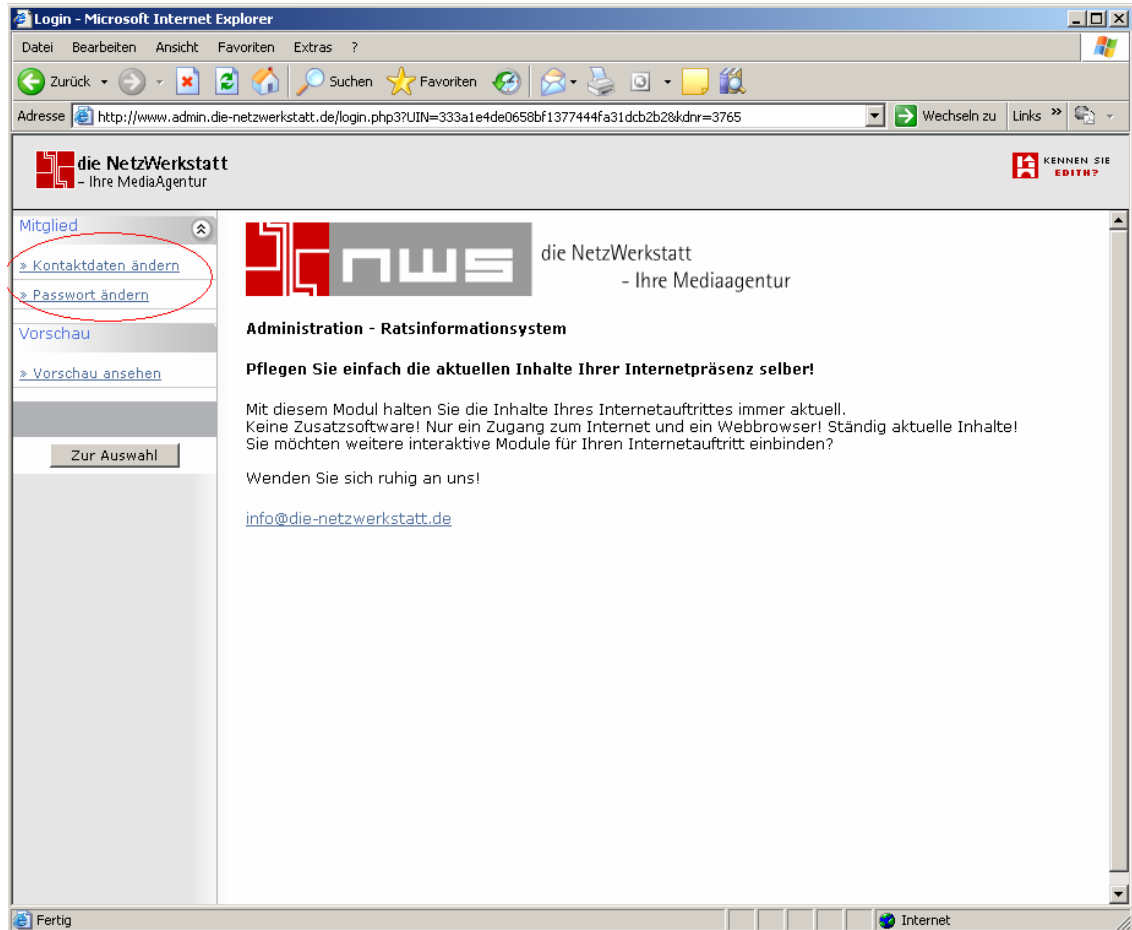 Login - Microsoft Internet Explorer
Datei Bearbeiten Ansicht Favoriten Extras ?
Zurück Suchen Favoriten
Adresse http://www.admin.die-netzwerkstatt.de/login.php3?UIN=333a1e4de0658bf1377444fa31dcb2b28&kdnr=3765 Wechseln zu Links »
die NetzWerkstatt
– Ihre MediaAgentur
KENNEN SIE
EDITH?
Mitglied
» Kontaktdaten ändern
» Passwort ändern
Vorschau
» Vorschau ansehen
Zur Auswahl
nws
die NetzWerkstatt
- Ihre Mediaagentur
Administration - Ratsinformationsystem
Pflegen Sie einfach die aktuellen Inhalte Ihrer Internetpräsenz selber!
Mit diesem Modul halten Sie die Inhalte Ihres Internetauftrittes immer aktuell.
Keine Zusatzsoftware! Nur ein Zugang zum Internet und ein Webbrowser! Ständig aktuelle Inhalte!
Sie möchten weitere interaktive Module für Ihren Internetauftritt einbinden?
Wenden Sie sich ruhig an uns!
info@die-netzwerkstatt.de
Fertig Internet